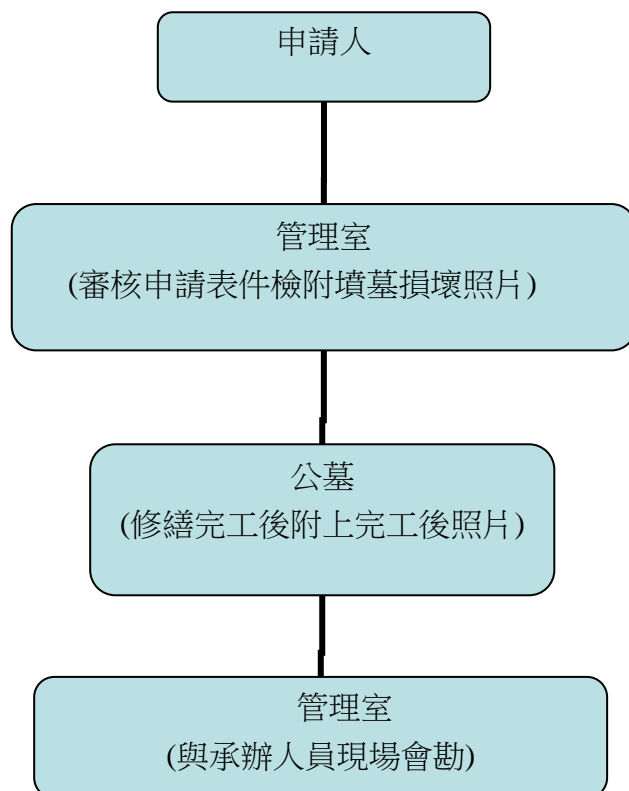 申請人
管理室
(審核申請表件檢附墳墓損壞照片)
公墓
(修繕完工後附上完工後照片)
管理室
(與承辦人員現場會勘)